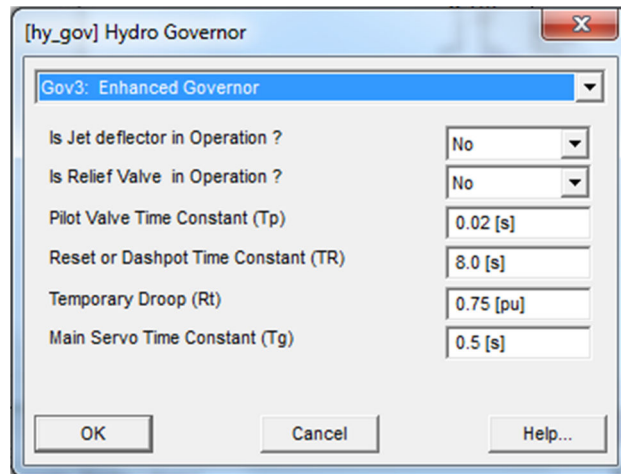 [hy_gov] Hydro Governor
Gov3: Enhanced Governor
Is Jet deflector in Operation ? No
Is Relief Valve in Operation ? No
Pilot Valve Time Constant (Tp) 0.02 [s]
Reset or Dashpot Time Constant (TR) 8.0 [s]
Temporary Droop (Rt) 0.75 [pu]
Main Servo Time Constant (Tg) 0.5 [s]
OK Cancel Help...